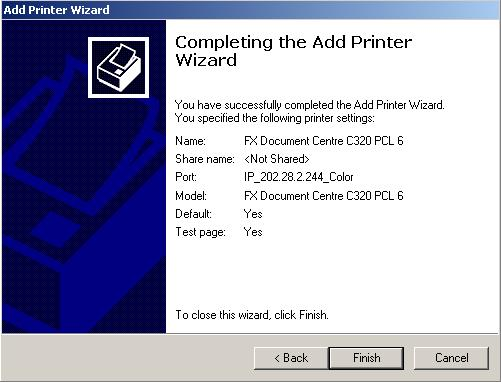 Add Printer Wizard
Completing the Add Printer
Wizard
You have successfully completed the Add Printer Wizard.
You specified the following printer settings:
Name: FX Document Centre C320 PCL 6
Share name: <Not Shared>
Port: IP_202.28.2.244_Color
Model: FX Document Centre C320 PCL 6
Default: Yes
Test page: Yes
To close this wizard, click Finish.
< Back Finish Cancel